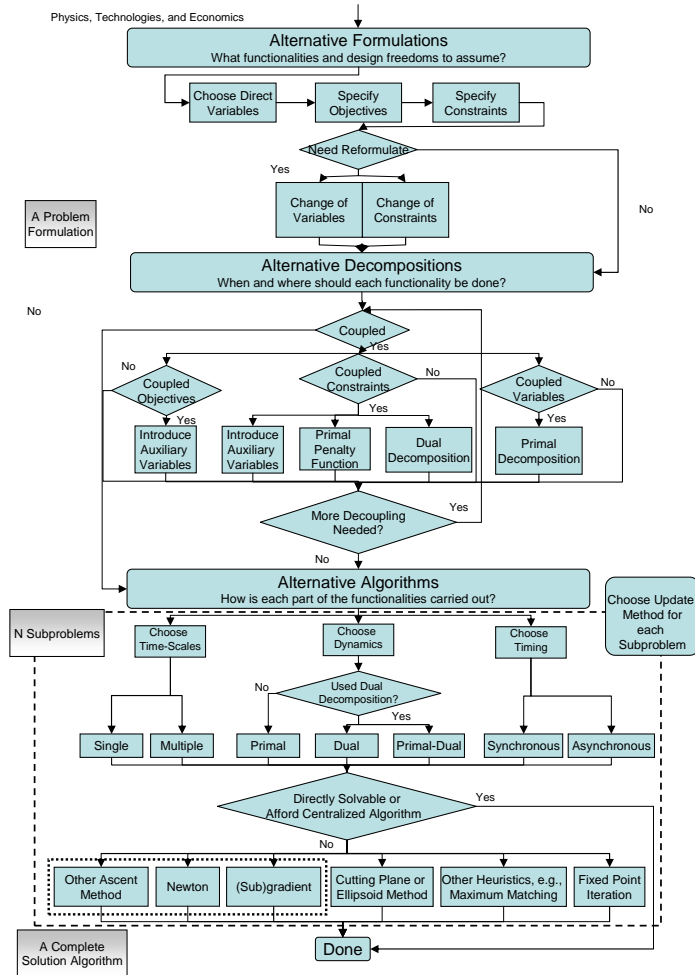 Physics, Technologies, and Economics
Alternative Formulations
What functionalities and design freedoms to assume?
Choose Direct
Variables
Specify
Objectives
Specify
Constraints
Need Reformulate
Yes
No
Change of
Variables
Change of
Constraints
A Problem
Formulation
Alternative Decompositions
When and where should each functionality be done?
No
Coupled
Yes
No
Coupled
Objectives
Yes
Coupled
Constraints
No
Yes
Coupled
Variables
No
Yes
Introduce
Auxiliary
Variables
Introduce
Auxiliary
Variables
Primal
Penalty
Function
Dual
Decomposition
Primal
Decomposition
More Decoupling
Needed?
Yes
No
Alternative Algorithms
How is each part of the functionalities carried out?
Choose Update
Method for
each
Subproblem
N Subproblems
Choose
Time-Scales
Choose
Dynamics
Choose
Timing
Used Dual
Decomposition?
No
Yes
Single
Multiple
Primal
Dual
Primal-Dual
Synchronous
Asynchronous
Directly Solvable or
Afford Centralized Algorithm
Yes
No
Other Ascent
Method
Newton
(Sub)gradient
Cutting Plane or
Ellipsoid Method
Other Heuristics, e.g.,
Maximum Matching
Fixed Point
Iteration
A Complete
Solution Algorithm
Done